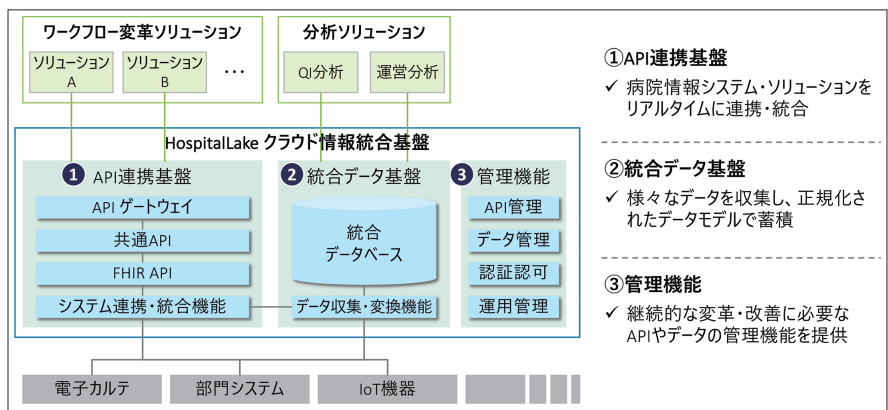 ワークフロー変革ソリューション
ソリューション
A
ソリューション
B
…
分析ソリューション
QI分析
運営分析
HospitalLake クラウド情報統合基盤
1
API連携基盤
API ゲートウェイ
共通API
FHIR API
システム連携・統合機能
2
統合データ基盤
統合
データベース
データ収集・変換機能
3
管理機能
API管理
データ管理
認証認可
運用管理
電子カルテ
部門システム
IoT機器
①API連携基盤
✓ 病院情報システム・ソリューションを
リアルタイムに連携・統合
②統合データ基盤
✓ 様々なデータを収集し、正規化さ
れたデータモデルで蓄積
③管理機能
✓ 継続的な変革・改善に必要な
APIやデータの管理機能を提供